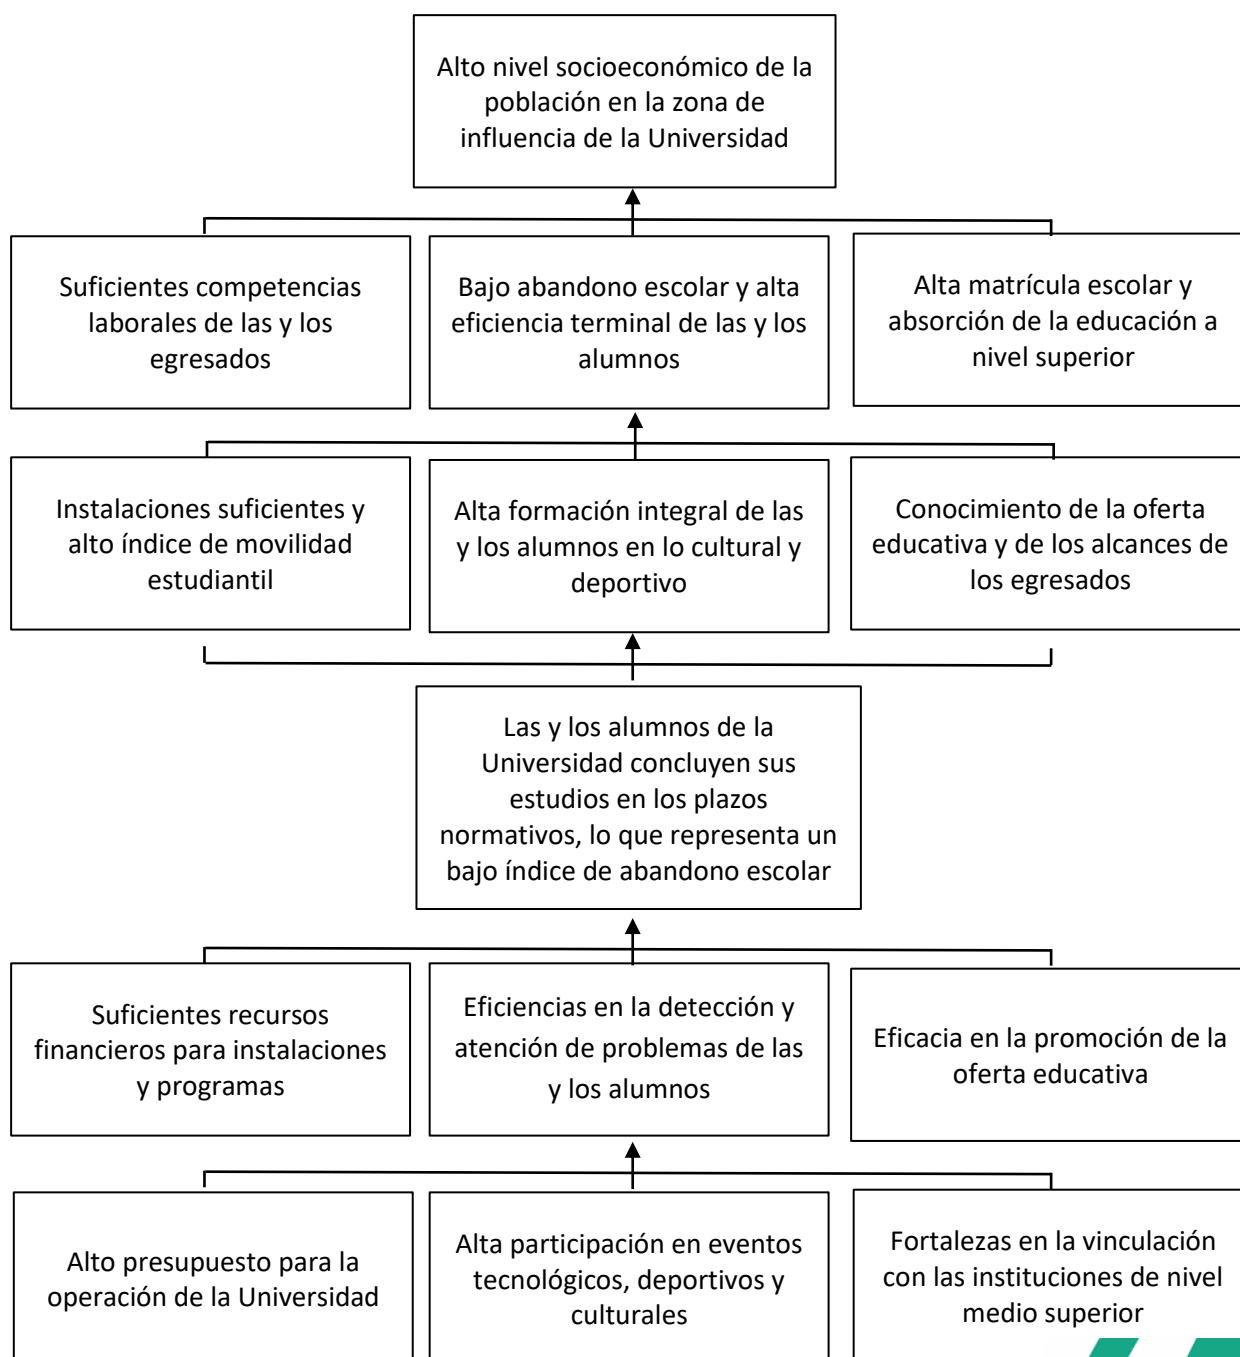 Alto nivel socioeconómico de la
población en la zona de
influencia de la Universidad
Suficientes competencias
laborales de las y los
egresados
Bajo abandono escolar y alta
eficiencia terminal de las y los
alumnos
Alta matrícula escolar y
absorción de la educación a
nivel superior
Instalaciones suficientes y
alto índice de movilidad
estudiantil
Alta formación integral de las
y los alumnos en lo cultural y
deportivo
Conocimiento de la oferta
educativa y de los alcances de
los egresados
Las y los alumnos de la
Universidad concluyen sus
estudios en los plazos
normativos, lo que representa un
bajo índice de abandono escolar
Suficientes recursos
financieros para instalaciones
y programas
Eficiencias en la detección y
atención de problemas de las
y los alumnos
Eficacia en la promoción de la
oferta educativa
Alto presupuesto para la
operación de la Universidad
Alta participación en eventos
tecnológicos, deportivos y
culturales
Fortalezas en la vinculación
con las instituciones de nivel
medio superior